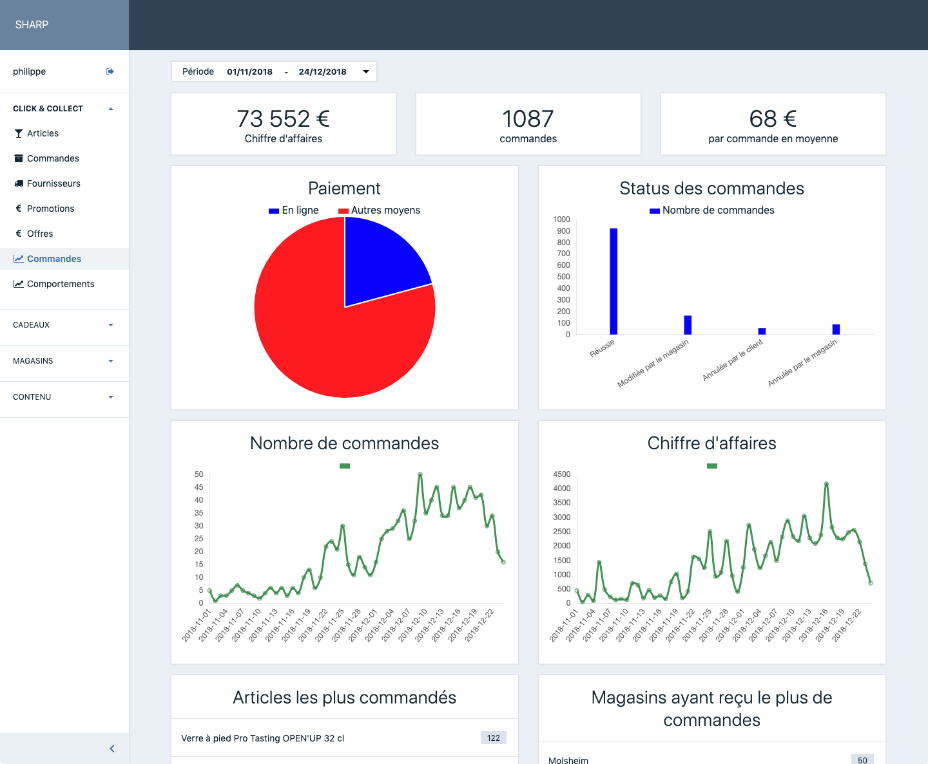 SHARP
philippe
CLICK & COLLECT
Articles
Commandes
Fournisseurs
€ Promotions
€ Offres
Commandes
Comportements
CADEAUX
MAGASINS
CONTENU
Période 01/11/2018 - 24/12/2018
73 552 €
Chiffre d'affaires
1087
commandes
68 €
par commande en moyenne
Paiement
En ligne Autres moyens
Status des commandes
Nombre de commandes
1000
900
800
700
600
500
400
300
200
100
0
Réussie
Modifiée par le magasin
Annulée par le client
Annulée par le magasin
Nombre de commandes
50
45
40
35
30
25
20
15
10
5
0
2018-11-01
2018-11-04
2018-11-07
2018-11-10
2018-11-13
2018-11-16
2018-11-19
2018-11-22
2018-11-25
2018-11-28
2018-12-01
2018-12-04
2018-12-07
2018-12-10
2018-12-13
2018-12-16
2018-12-19
2018-12-22
Chiffre d'affaires
4500
4000
3500
3000
2500
2000
1500
1000
500
0
2018-11-01
2018-11-04
2018-11-07
2018-11-10
2018-11-13
2018-11-16
2018-11-19
2018-11-22
2018-11-25
2018-11-28
2018-12-01
2018-12-04
2018-12-07
2018-12-10
2018-12-13
2018-12-16
2018-12-19
2018-12-22
Articles les plus commandés
Verre à pied Pro Tasting OPEN'UP 32 cl 122
Magasins ayant reçu le plus de
commandes
Molsheim 50